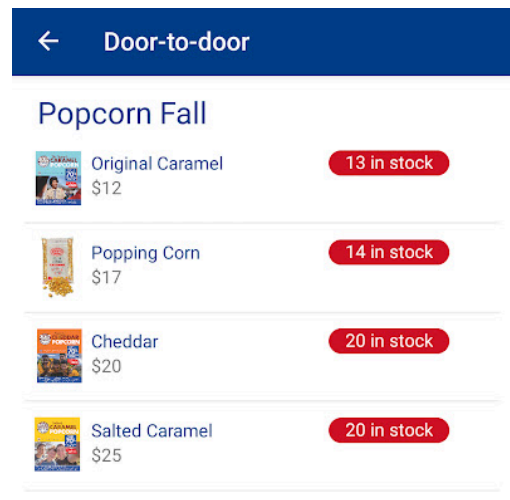 Door-to-door
Popcorn Fall
Original Caramel
13 in stock
$12
Popping Corn
14 in stock
$17
Cheddar
20 in stock
$20
Salted Caramel
20 in stock
$25